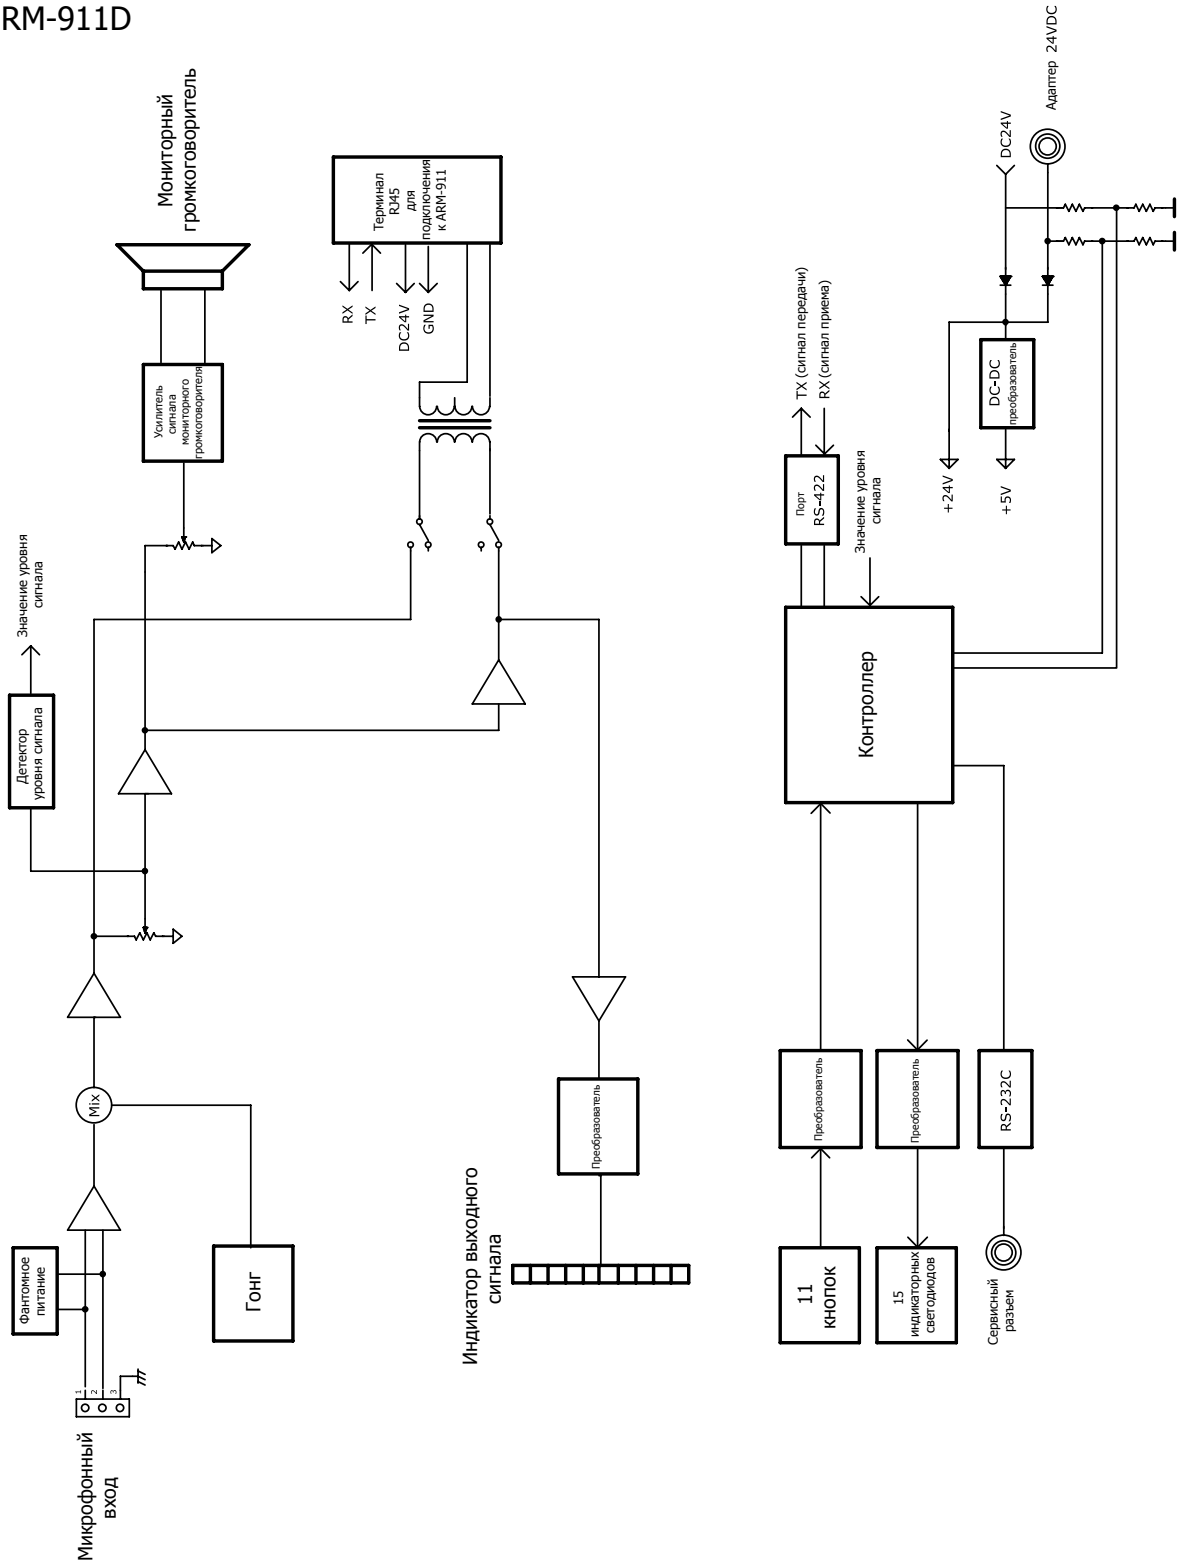 RM-911D
Микрофонный
вход
1
2
3
Фантомное
питание
Гонг
Mix
Детектор
уровня сигнала
Значение уровня
сигнала
Усилитель
сигнала
мониторного
громкоговорителя
Мониторный
громкоговоритель
Терминал
RJ45
для
подключения
к ARM-911
RX
TX
DC24V
GND
Индикатор выходного
сигнала
Преобразователь
11
кнопок
Преобразователь
15
индикаторных
светодиодов
Преобразователь
Сервисный
разъем
RS-232C
Контроллер
Значение уровня
сигнала
Порт
RS-422
TX (сигнал передачи)
RX (сигнал приема)
+24V
+5V
DC-DC
преобразователь
DC24V
Адаптер 24VDC